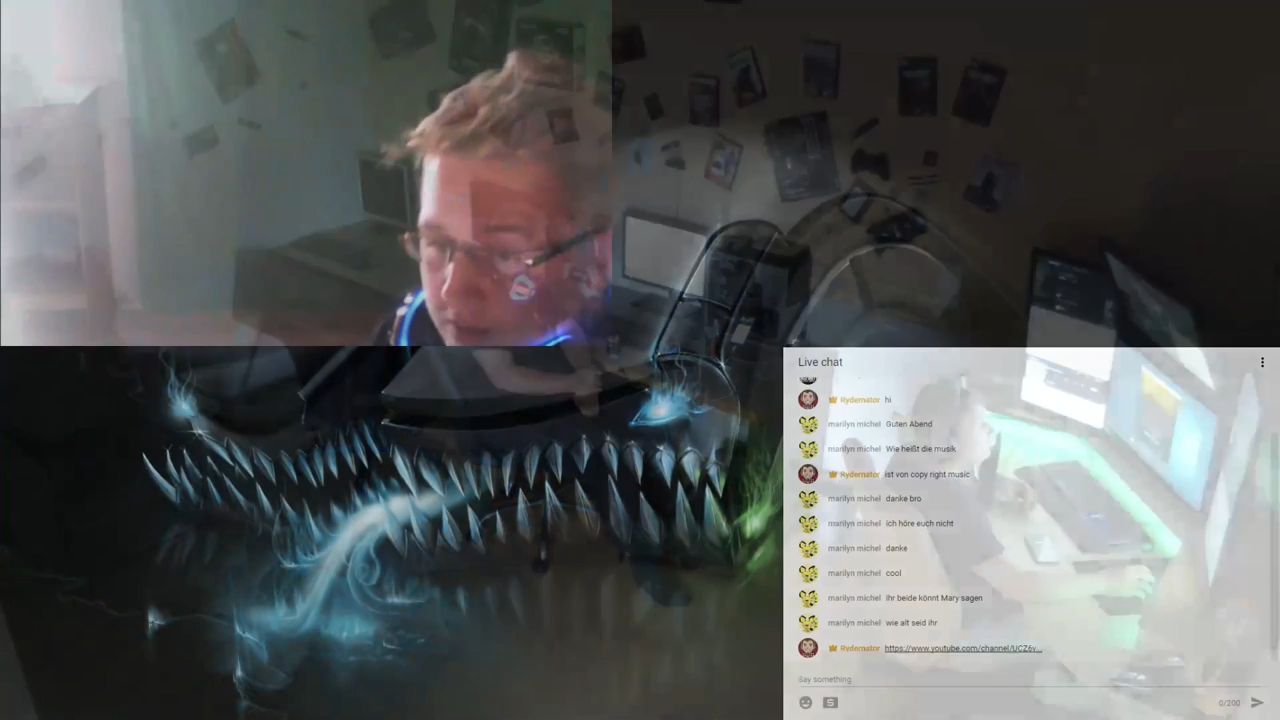 Live chat
Rydernator hi
marilyn michel Guten Abend
marilyn michel Wie heißt die musik
Rydernator ist von copy right music
marilyn michel danke bro
marilyn michel ich höre euch nicht
marilyn michel danke
marilyn michel cool
marilyn michel ihr beide könnt Mary sagen
marilyn michel wie alt seid ihr
Rydernator https://www.youtube.com/channel/UCZ6v...
Say something
0/200